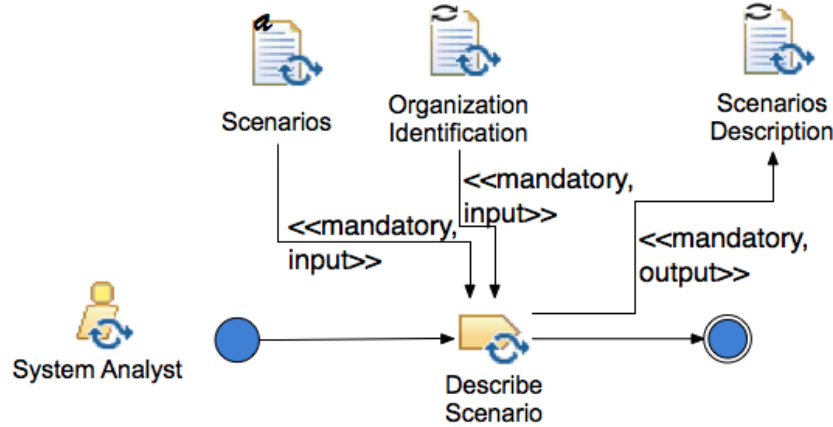 a
Scenarios
Organization
Identification
Scenarios
Description
<<mandatory,
input>>
<<mandatory,
input>>
<<mandatory,
output>>
System Analyst
Describe
Scenario